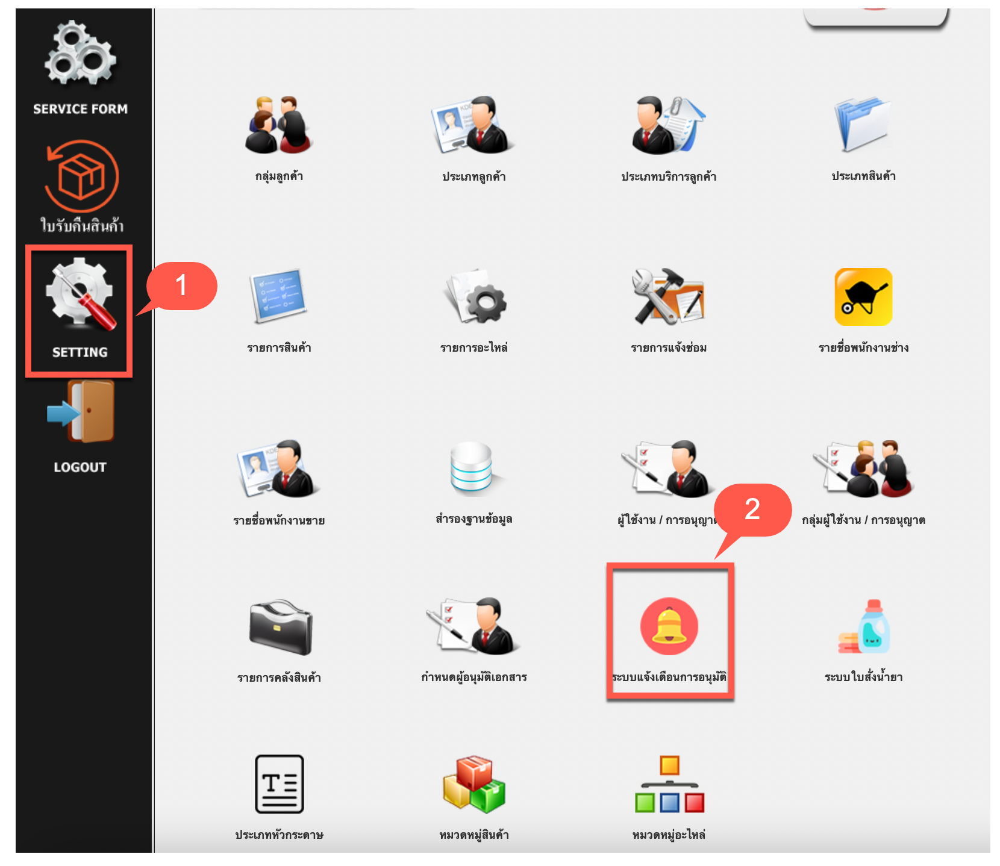 SERVICE FORM
ใบรับคืนสินค้า
SETTING
LOGOUT
1
กลุ่มลูกค้า
ประเภทลูกค้า
ประเภทบริการลูกค้า
ประเภทสินค้า
รายการสินค้า
รายการอะไหล่
รายการแจ้งซ่อม
รายชื่อพนักงานช่าง
รายชื่อพนักงานขาย
สำรองฐานข้อมูล
ผู้ใช้งาน / การอนุญาต
2
กลุ่มผู้ใช้งาน / การอนุญาต
รายการคลังสินค้า
กำหนดผู้อนุมัติเอกสาร
ระบบแจ้งเตือนการอนุมัติ
ระบบใบสั่งน้ำยา
ประเภทหัวกระดาษ
หมวดหมู่สินค้า
หมวดหมู่อะไหล่